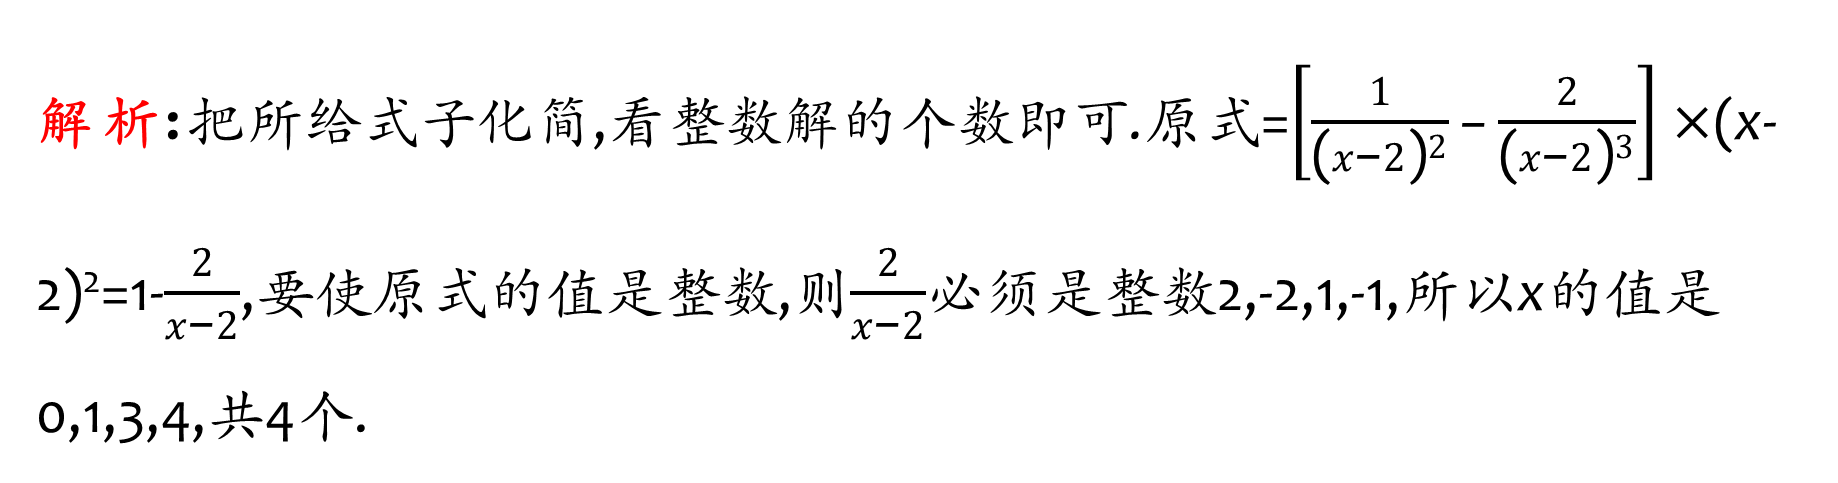 解析:把所给式子化简,看整数解的个数即可.原式=[1/(x−2)² − 2/(x−2)³] ×(x-
2)²=1-2/(x−2),要使原式的值是整数,则2/(x−2)必须是整数2,-2,1,-1,所以x的值是
0,1,3,4,共4个.